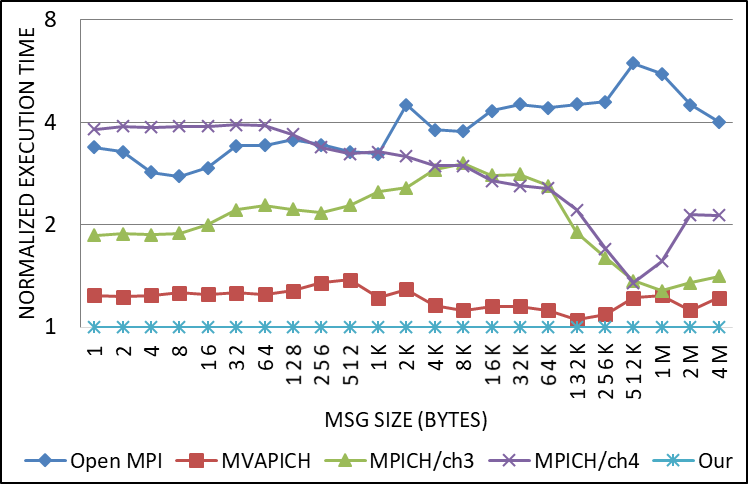 8
4
2
1
NORMALIZED EXECUTION TIME
1 2 4 8 16 32 64 128 256 512 1K 2K 4K 8K 16K 32K 64K 132K 256K 512K 1M 2M 4M
MSG SIZE (BYTES)
Open MPI MVAPICH MPICH/ch3 MPICH/ch4 Our